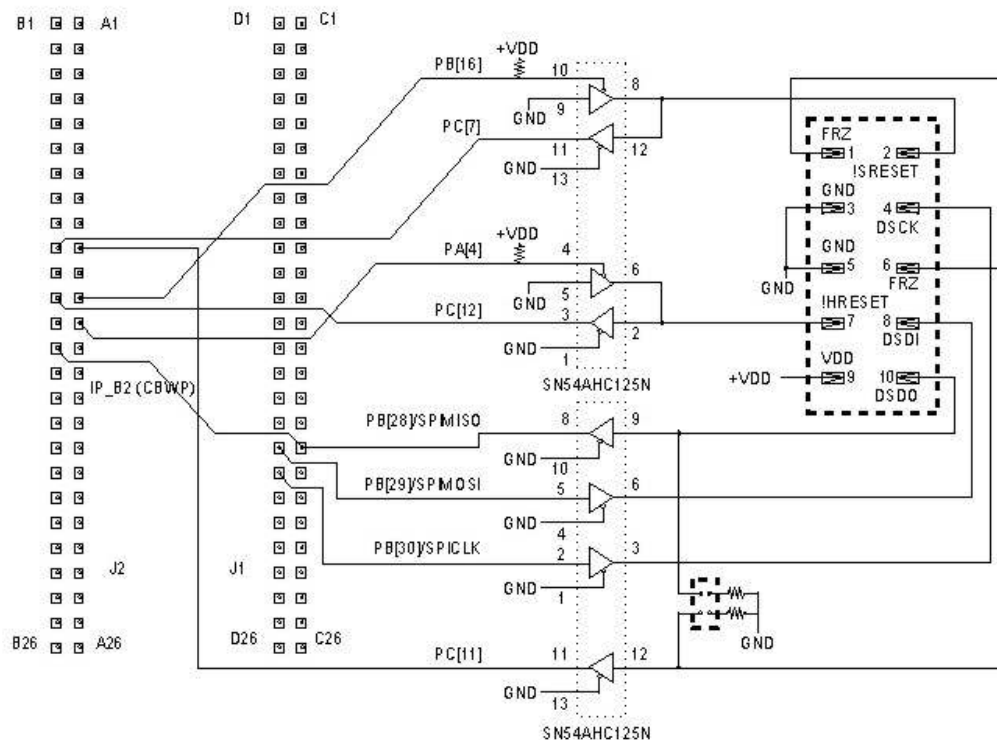 B1 A1 D1 C1
+VDD
PB[16] 10 8
GND 9
PC[7] 11 12
GND 13
FRZ
1 2
!SRESET
GND
3 4
DSCK
GND
5 6
GND FRZ
!HRESET
7 8
DSDI
VDD
+VDD 9 10
DSDO
+VDD
PA[4] 4 6
GND 5
PC[12] 3 2
GND 1
SN54AHC125N
IP_B2 (CBWP)
PB[28]/SPIMISO 8 9
GND 10
PB[29]/SPIMOSI 5 6
GND 4
PB[30]/SPICLK 2 3
GND 1
J2 J1
GND
B26 A26 D26 C26
PC[11] 11 12
GND 13
SN54AHC125N